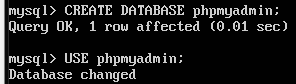 mysql> CREATE DATABASE phpmyadmin;
Query OK, 1 row affected (0.01 sec)
mysql> USE phpmyadmin;
Database changed